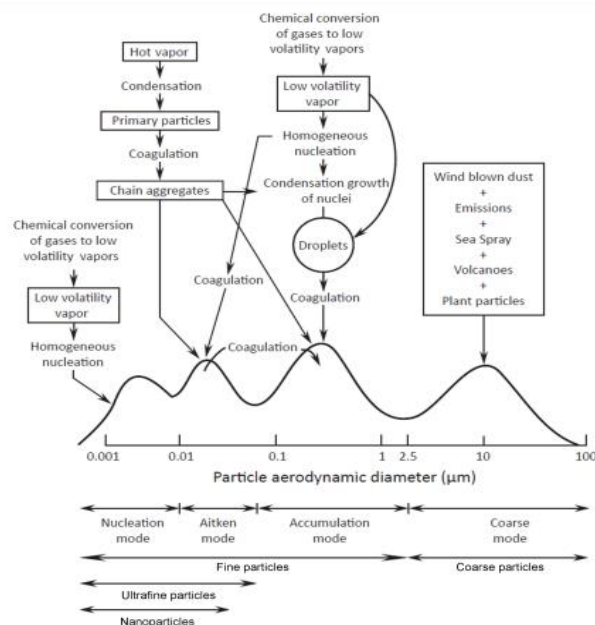 Hot vapor
Condensation
Primary particles
Coagulation
Chain aggregates
Chemical conversion
of gases to low
volatility vapors
Low volatility
vapor
Homogeneous
nucleation
Chemical conversion
of gases to low
volatility vapors
Low volatility
vapor
Homogeneous
nucleation
Condensation growth
of nuclei
Droplets
Coagulation
Coagulation
Coagulation
Wind blown dust
+
Emissions
+
Sea Spray
+
Volcanoes
+
Plant particles
0.001 0.01 0.1 1 2.5 10 100
Particle aerodynamic diameter (μm)
Nucleation
mode
Aitken
mode
Accumulation
mode
Coarse
mode
Fine particles
Coarse particles
Ultrafine particles
Nanoparticles